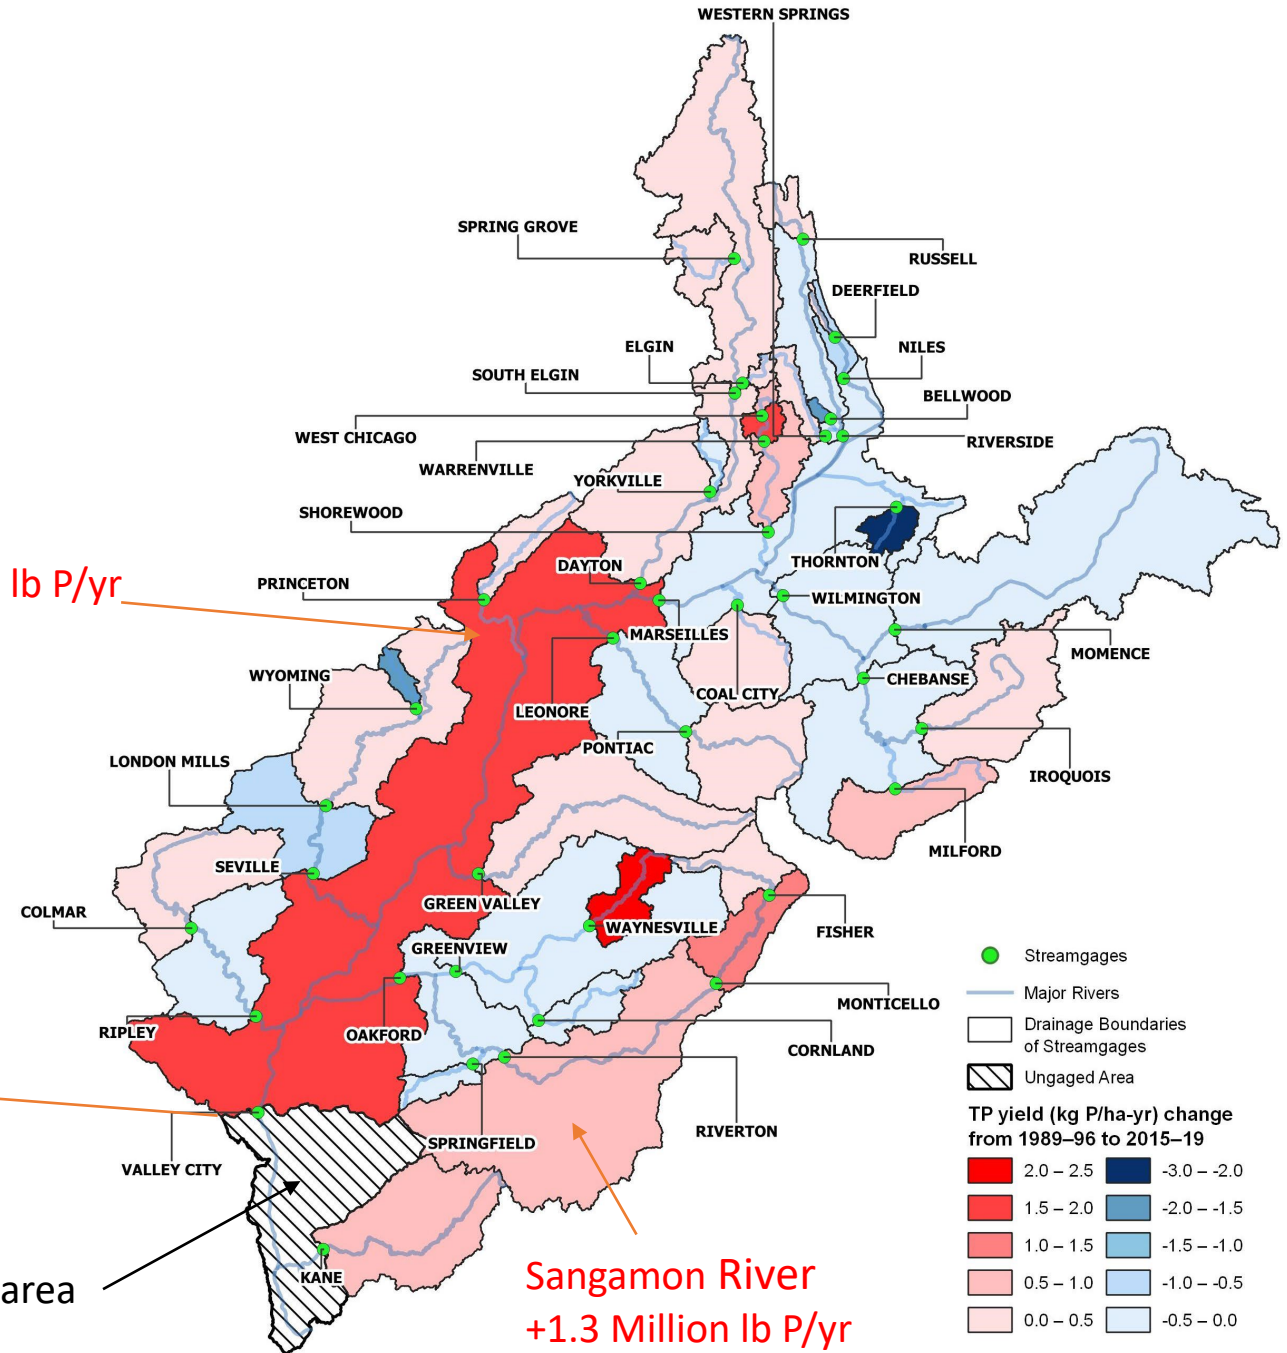 WESTERN SPRINGS
SPRING GROVE
RUSSELL
DEERFIELD
ELGIN
NILES
SOUTH ELGIN
BELLWOOD
WEST CHICAGO
RIVERSIDE
WARRENVILLE
YORKVILLE
SHOREWOOD
DAYTON
THORNTON
lb P/yr
PRINCETON
WILMINGTON
MARSEILLES
MOMENCE
WYOMING
CHEBANSE
COAL CITY
LEONORE
PONTIAC
LONDON MILLS
IROQUOIS
MILFORD
SEVILLE
GREEN VALLEY
COLMAR
WAYNESVILLE
FISHER
GREENVIEW
MONTICELLO
RIPLEY
OAKFORD
CORNLAND
SPRINGFIELD
RIVERTON
VALLEY CITY
KANE
area
Sangamon River
+1.3 Million lb P/yr
Streamgages
Major Rivers
Drainage Boundaries
of Streamgages
Ungaged Area
TP yield (kg P/ha-yr) change
from 1989–96 to 2015–19
2.0 – 2.5 -3.0 – -2.0
1.5 – 2.0 -2.0 – -1.5
1.0 – 1.5 -1.5 – -1.0
0.5 – 1.0 -1.0 – -0.5
0.0 – 0.5 -0.5 – 0.0